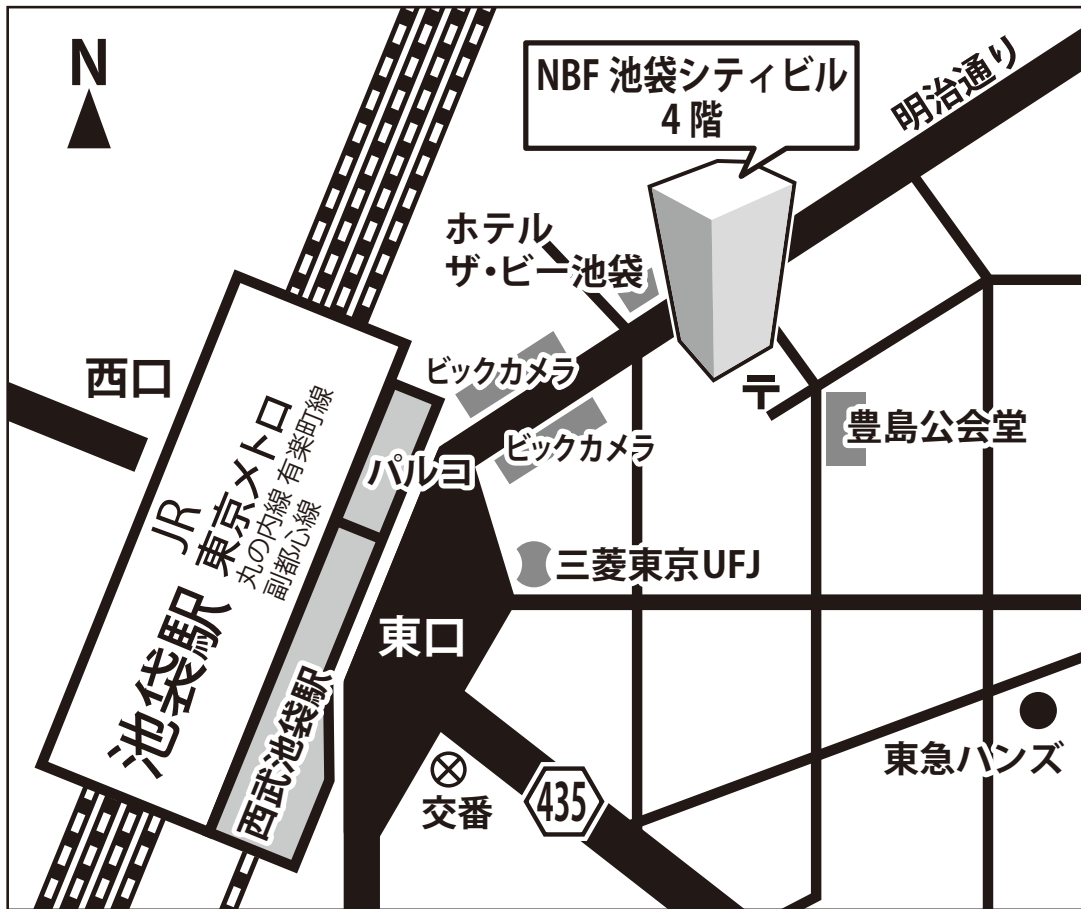 N
NBF 池袋シティビル
4 階
明治通り
ホテル
ザ・ビー池袋
西口
ビックカメラ
ビックカメラ
〒
豊島公会堂
パルコ
JR
池袋駅
東京メトロ
丸の内線 有楽町線
副都心線
三菱東京UFJ
東口
西武池袋駅
東急ハンズ
交番
435